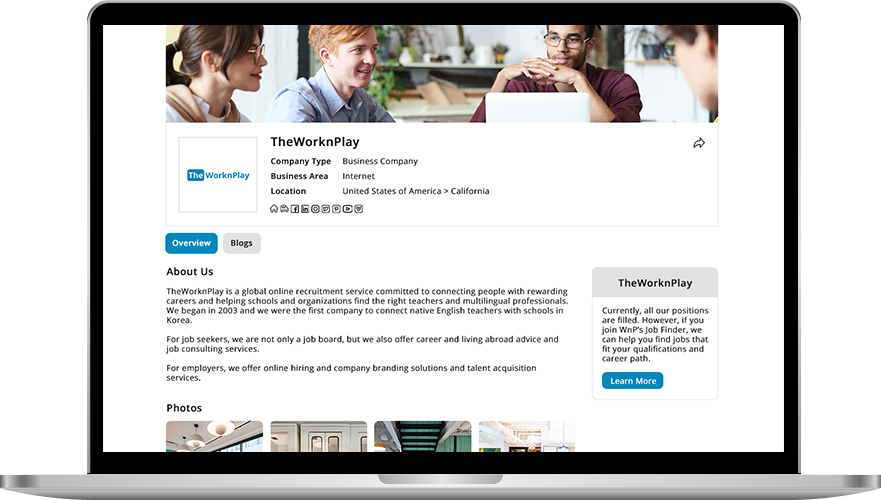 TheWorknPlay
The WorknPlay
Company Type Business Company
Business Area Internet
Location United States of America > California
Overview Blogs
About Us
TheWorknPlay is a global online recruitment service committed to connecting people with rewarding
careers and helping schools and organizations find the right teachers and multilingual professionals.
We began in 2003 and we were the first company to connect native English teachers with schools in
Korea.
For job seekers, we are not only a job board, but we also offer career and living abroad advice and
job consulting services.
For employers, we offer online hiring and company branding solutions and talent acquisition
services.
Photos
TheWorknPlay
Currently, all our positions
are filled. However, if you
join WnP's Job Finder, we
can help you find jobs that
fit your qualifications and
career path.
Learn More